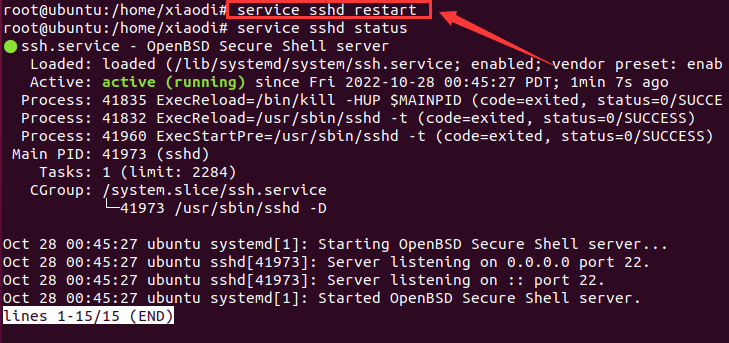 root@ubuntu:/home/xiaodi# service sshd restart
root@ubuntu:/home/xiaodi# service sshd status
● ssh.service - OpenBSD Secure Shell server
   Loaded: loaded (/lib/systemd/system/ssh.service; enabled; vendor preset: enab
   Active: active (running) since Fri 2022-10-28 00:45:27 PDT; 1min 7s ago
  Process: 41835 ExecReload=/bin/kill -HUP $MAINPID (code=exited, status=0/SUCCE
  Process: 41832 ExecReload=/usr/sbin/sshd -t (code=exited, status=0/SUCCESS)
  Process: 41960 ExecStartPre=/usr/sbin/sshd -t (code=exited, status=0/SUCCESS)
 Main PID: 41973 (sshd)
    Tasks: 1 (limit: 2284)
   CGroup: /system.slice/ssh.service
           └─41973 /usr/sbin/sshd -D
Oct 28 00:45:27 ubuntu systemd[1]: Starting OpenBSD Secure Shell server...
Oct 28 00:45:27 ubuntu sshd[41973]: Server listening on 0.0.0.0 port 22.
Oct 28 00:45:27 ubuntu sshd[41973]: Server listening on :: port 22.
Oct 28 00:45:27 ubuntu systemd[1]: Started OpenBSD Secure Shell server.
lines 1-15/15 (END)